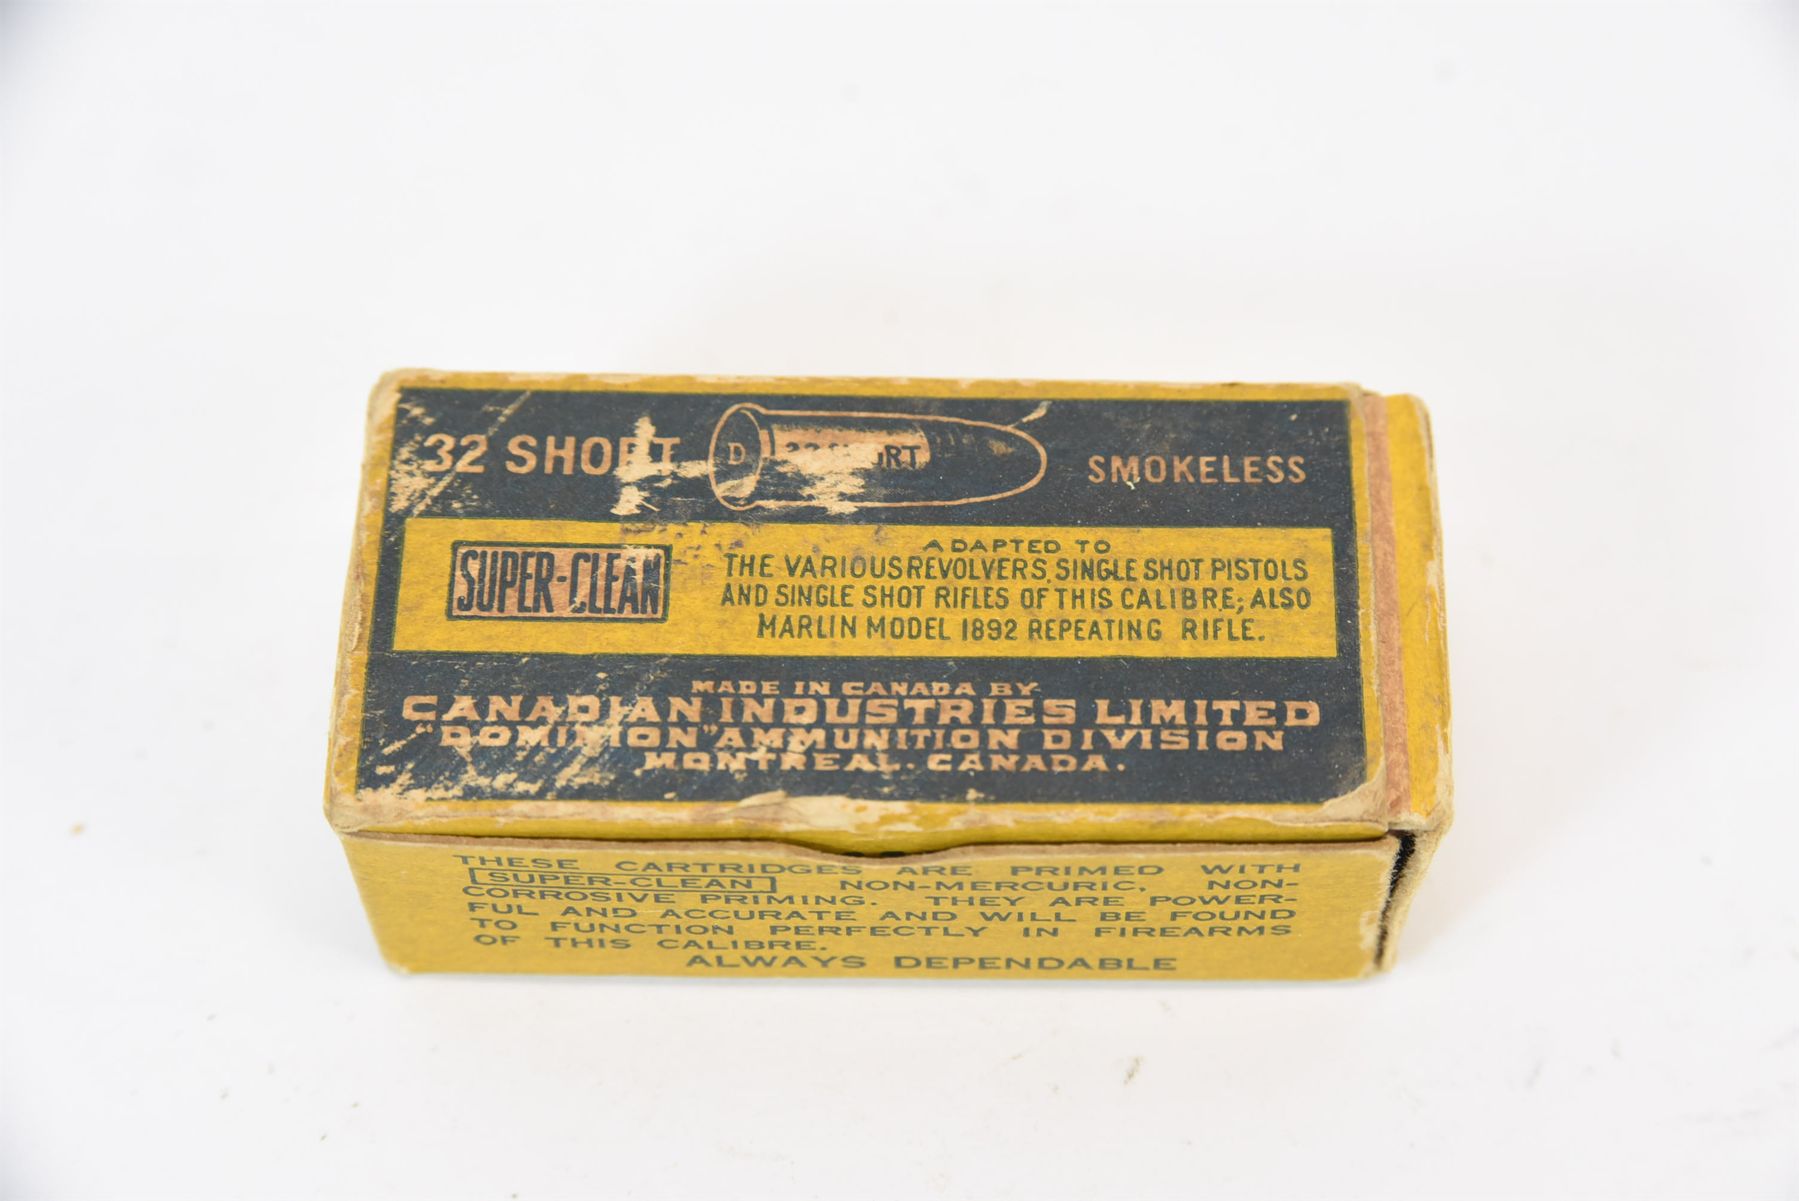 32 SHORT D 32 SHORT SMOKELESS
SUPER-CLEAN
ADAPTED TO
THE VARIOUS REVOLVERS, SINGLE SHOT PISTOLS
AND SINGLE SHOT RIFLES OF THIS CALIBRE; ALSO
MARLIN MODEL 1892 REPEATING RIFLE.
MADE IN CANADA BY
CANADIAN INDUSTRIES LIMITED
"DOMINION" AMMUNITION DIVISION
MONTREAL. CANADA.
THESE CARTRIDGES ARE PRIMED WITH
[SUPER-CLEAN] NON-MERCURIC, NON-
CORROSIVE PRIMING. THEY ARE POWER-
FUL AND ACCURATE AND WILL BE FOUND
TO FUNCTION PERFECTLY IN FIREARMS
OF THIS CALIBRE.
ALWAYS DEPENDABLE